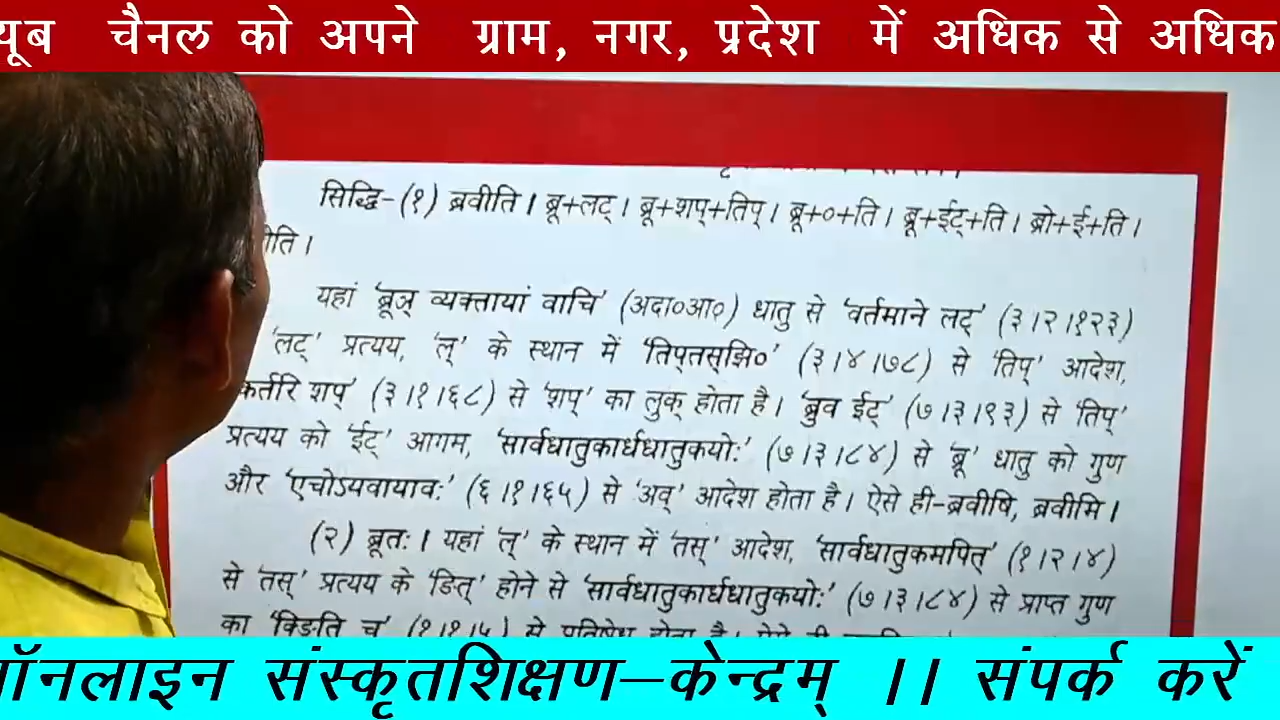 चैनल को अपने ग्राम, नगर, प्रदेश में अधिक से अधिक
सिद्धि-(१) ब्रवीति। ब्रू+लट्। ब्रू+शप्+तिप्। ब्रू+०+ति। ब्रू+ईट्+ति। ब्रो+ई+ति।
यहां 'ब्रूञ् व्यक्तायां वाचि' (अदा०आ०) धातु से 'वर्तमाने लट्' (३।२।१२३)
'लट्' प्रत्यय, 'ल्' के स्थान में 'तिप्तस्झि०' (३।४।७८) से 'तिप्' आदेश,
कर्तरि शप्' (३।१।६८) से 'शप्' का लुक् होता है। 'ब्रुव ईट्' (७।३।९३) से 'तिप्'
प्रत्यय को 'ईट्' आगम, 'सार्वधातुकार्धधातुकयोः' (७।३।८४) से 'ब्रू' धातु को गुण
और 'एचोऽयवायावः' (६।१।६५) से 'अव्' आदेश होता है। ऐसे ही-ब्रवीषि, ब्रवीमि।
(२) ब्रूतः। यहां 'ल्' के स्थान में 'तस्' आदेश, 'सार्वधातुकमपित्' (१।२।४)
से 'तस्' प्रत्यय के 'ङित्' होने से 'सार्वधातुकार्धधातुकयोः' (७।३।८४) से प्राप्त गुण
का 'क्ङिति च' (१।१।५) से प्रतिषेध होता है।
ऑनलाइन संस्कृतशिक्षण–केन्द्रम् ।। संपर्क करें